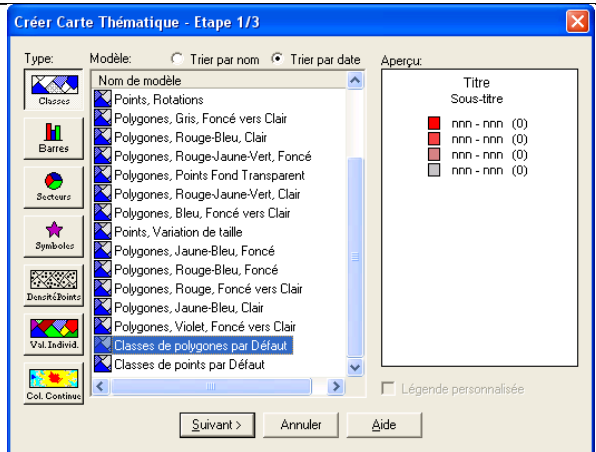 Créer Carte Thématique - Etape 1/3
Type:
Modèle:
Trier par nom
Trier par date
Aperçu:
Classes
Barres
Secteurs
Symboles
DensitéPoints
Val. Individ.
Col. Continue
Nom de modèle
Points, Rotations
Polygones, Gris, Foncé vers Clair
Polygones, Rouge-Bleu, Clair
Polygones, Rouge-Jaune-Vert, Foncé
Polygones, Points Fond Transparent
Polygones, Rouge-Jaune-Vert, Clair
Polygones, Bleu, Foncé vers Clair
Points, Variation de taille
Polygones, Jaune-Bleu, Foncé
Polygones, Rouge-Bleu, Foncé
Polygones, Rouge, Foncé vers Clair
Polygones, Jaune-Bleu, Clair
Polygones, Violet, Foncé vers Clair
Classes de polygones par Défaut
Classes de points par Défaut
Titre
Sous-titre
nnn - nnn (0)
nnn - nnn (0)
nnn - nnn (0)
nnn - nnn (0)
Légende personnalisée
Suivant >
Annuler
Aide